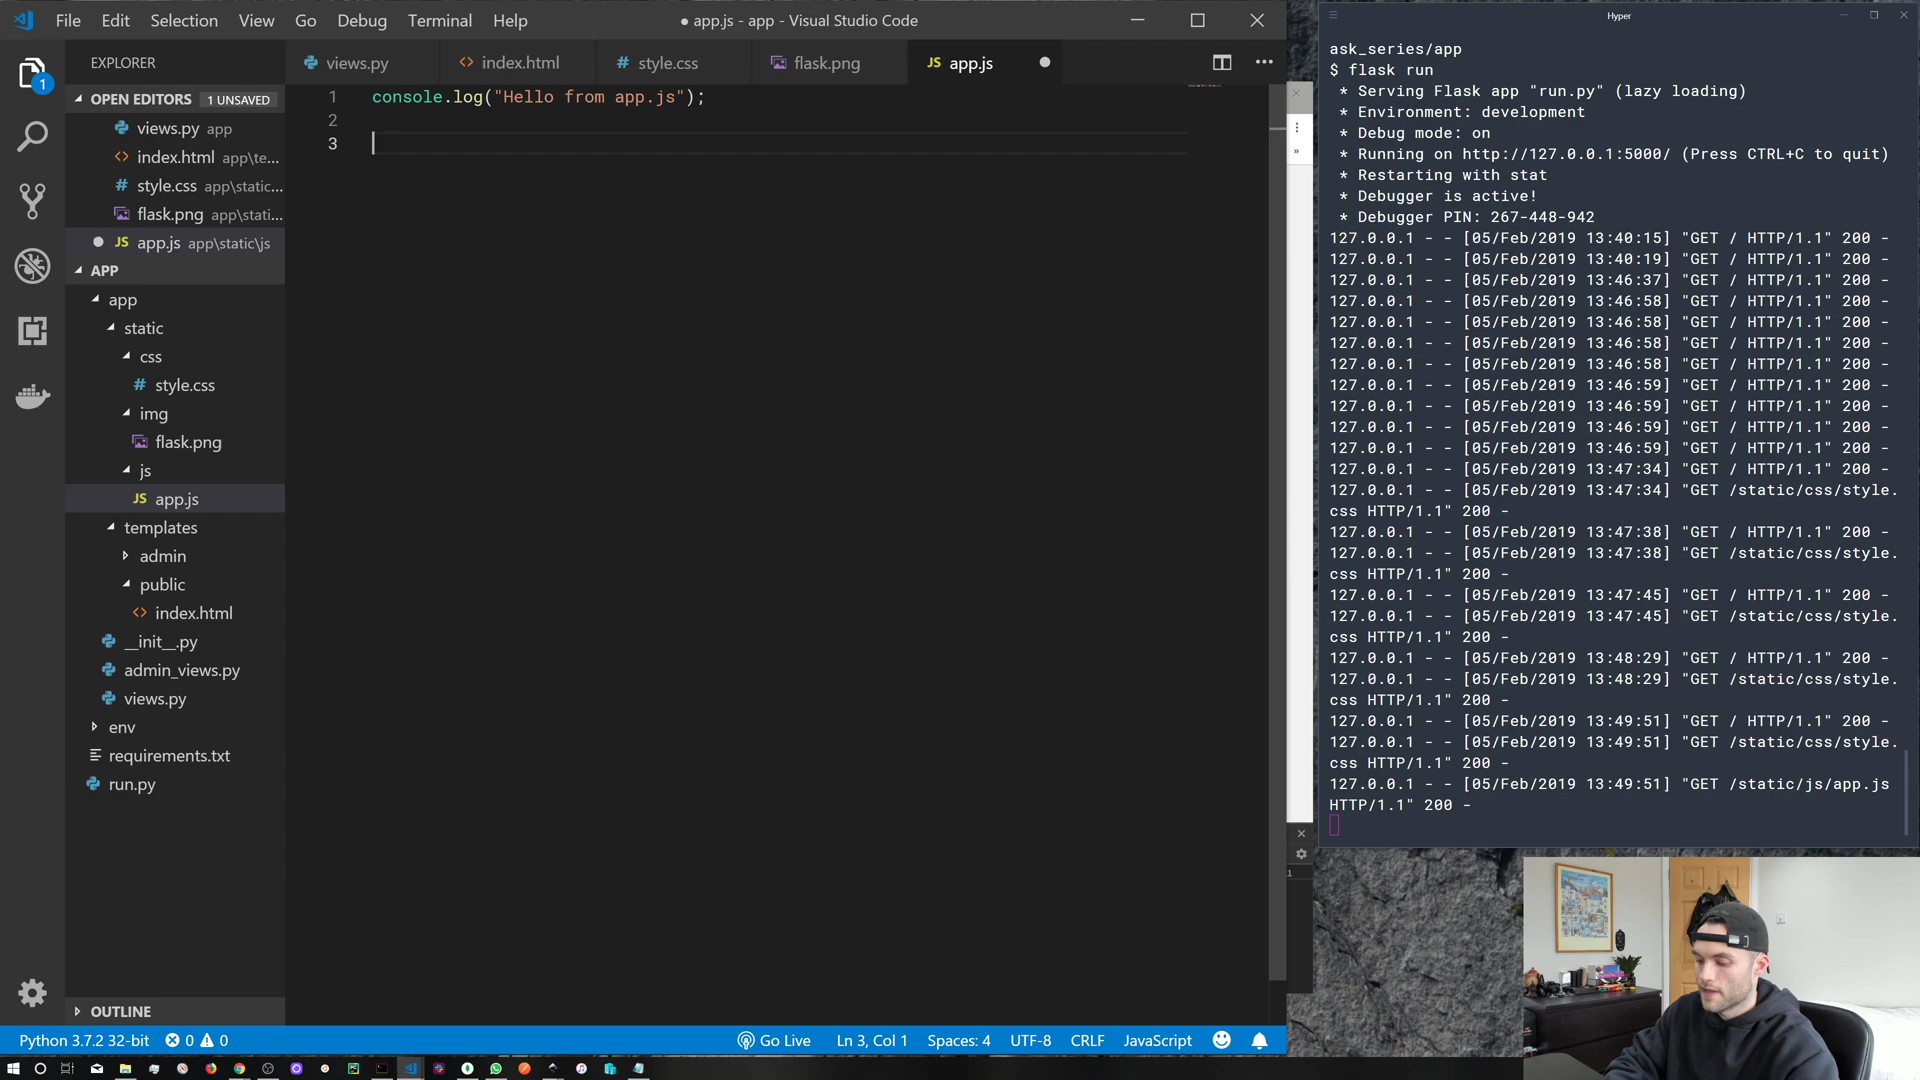 File Edit Selection View Go Debug Terminal Help
● app.js - app - Visual Studio Code
EXPLORER
OPEN EDITORS 1 UNSAVED
views.py app
index.html app\te...
style.css app\static...
flask.png app\stati...
JS app.js app\static\js
APP
app
static
css
# style.css
img
flask.png
js
JS app.js
templates
admin
public
<> index.html
__init__.py
admin_views.py
views.py
env
requirements.txt
run.py
OUTLINE
views.py <> index.html # style.css flask.png JS app.js
1 console.log("Hello from app.js");
2
3
Python 3.7.2 32-bit 0 0 Go Live Ln 3, Col 1 Spaces: 4 UTF-8 CRLF JavaScript
Hyper
ask_series/app
$ flask run
* Serving Flask app "run.py" (lazy loading)
* Environment: development
* Debug mode: on
* Running on http://127.0.0.1:5000/ (Press CTRL+C to quit)
* Restarting with stat
* Debugger is active!
* Debugger PIN: 267-448-942
127.0.0.1 - - [05/Feb/2019 13:40:15] "GET / HTTP/1.1" 200 -
127.0.0.1 - - [05/Feb/2019 13:40:19] "GET / HTTP/1.1" 200 -
127.0.0.1 - - [05/Feb/2019 13:46:37] "GET / HTTP/1.1" 200 -
127.0.0.1 - - [05/Feb/2019 13:46:58] "GET / HTTP/1.1" 200 -
127.0.0.1 - - [05/Feb/2019 13:46:58] "GET / HTTP/1.1" 200 -
127.0.0.1 - - [05/Feb/2019 13:46:58] "GET / HTTP/1.1" 200 -
127.0.0.1 - - [05/Feb/2019 13:46:58] "GET / HTTP/1.1" 200 -
127.0.0.1 - - [05/Feb/2019 13:46:59] "GET / HTTP/1.1" 200 -
127.0.0.1 - - [05/Feb/2019 13:46:59] "GET / HTTP/1.1" 200 -
127.0.0.1 - - [05/Feb/2019 13:46:59] "GET / HTTP/1.1" 200 -
127.0.0.1 - - [05/Feb/2019 13:46:59] "GET / HTTP/1.1" 200 -
127.0.0.1 - - [05/Feb/2019 13:47:34] "GET / HTTP/1.1" 200 -
127.0.0.1 - - [05/Feb/2019 13:47:34] "GET /static/css/style.
css HTTP/1.1" 200 -
127.0.0.1 - - [05/Feb/2019 13:47:38] "GET / HTTP/1.1" 200 -
127.0.0.1 - - [05/Feb/2019 13:47:38] "GET /static/css/style.
css HTTP/1.1" 200 -
127.0.0.1 - - [05/Feb/2019 13:47:45] "GET / HTTP/1.1" 200 -
127.0.0.1 - - [05/Feb/2019 13:47:45] "GET /static/css/style.
css HTTP/1.1" 200 -
127.0.0.1 - - [05/Feb/2019 13:48:29] "GET / HTTP/1.1" 200 -
127.0.0.1 - - [05/Feb/2019 13:48:29] "GET /static/css/style.
css HTTP/1.1" 200 -
127.0.0.1 - - [05/Feb/2019 13:49:51] "GET / HTTP/1.1" 200 -
127.0.0.1 - - [05/Feb/2019 13:49:51] "GET /static/css/style.
css HTTP/1.1" 200 -
127.0.0.1 - - [05/Feb/2019 13:49:51] "GET /static/js/app.js
HTTP/1.1" 200 -